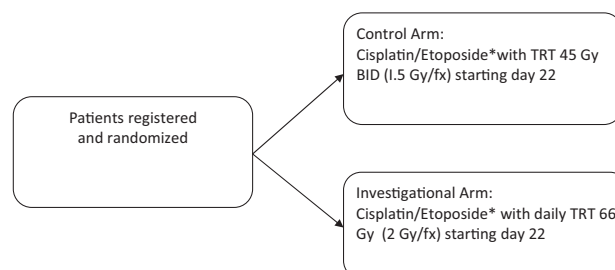 Control Arm:
Cisplatin/Etoposide*with TRT 45 Gy
BID (I.5 Gy/fx) starting day 22
Patients registered
and randomized
Investigational Arm:
Cisplatin/Etoposide* with daily TRT 66
Gy (2 Gy/fx) starting day 22